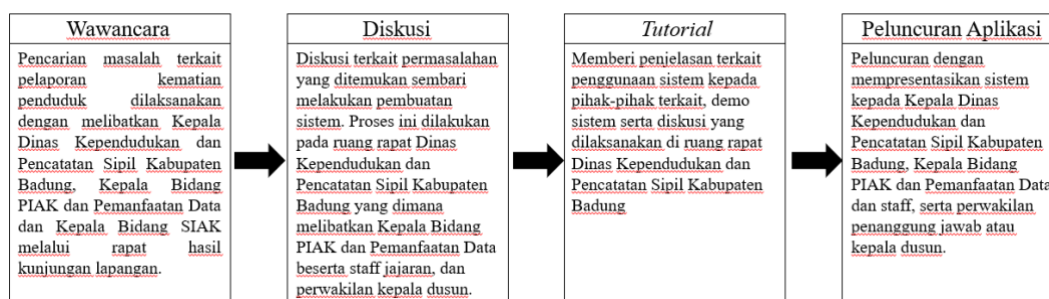 Wawancara
Pencarian masalah terkait
pelaporan kematian
penduduk dilaksanakan
dengan melibatkan Kepala
Dinas Kependudukan dan
Pencatatan Sipil Kabupaten
Badung, Kepala Bidang
PIAK dan Pemanfaatan Data
dan Kepala Bidang SIAK
melalui rapat hasil
kunjungan lapangan.
Diskusi
Diskusi terkait permasalahan
yang ditemukan sembari
melakukan pembuatan
sistem. Proses ini dilakukan
pada ruang rapat Dinas
Kependudukan dan
Pencatatan Sipil Kabupaten
Badung yang dimana
melibatkan Kepala Bidang
PIAK dan Pemanfaatan Data
beserta staff jajaran, dan
perwakilan kepala dusun.
Tutorial
Memberi penjelasan terkait
penggunaan sistem kepada
pihak-pihak terkait, demo
sistem serta diskusi yang
dilaksanakan di ruang rapat
Dinas Kependudukan dan
Pencatatan Sipil Kabupaten
Badung
Peluncuran Aplikasi
Peluncuran dengan
mempresentasikan sistem
kepada Kepala Dinas
Kependudukan dan
Pencatatan Sipil Kabupaten
Badung, Kepala Bidang
PIAK dan Pemanfaatan Data
dan staff, serta perwakilan
penanggung jawab atau
kepala dusun.